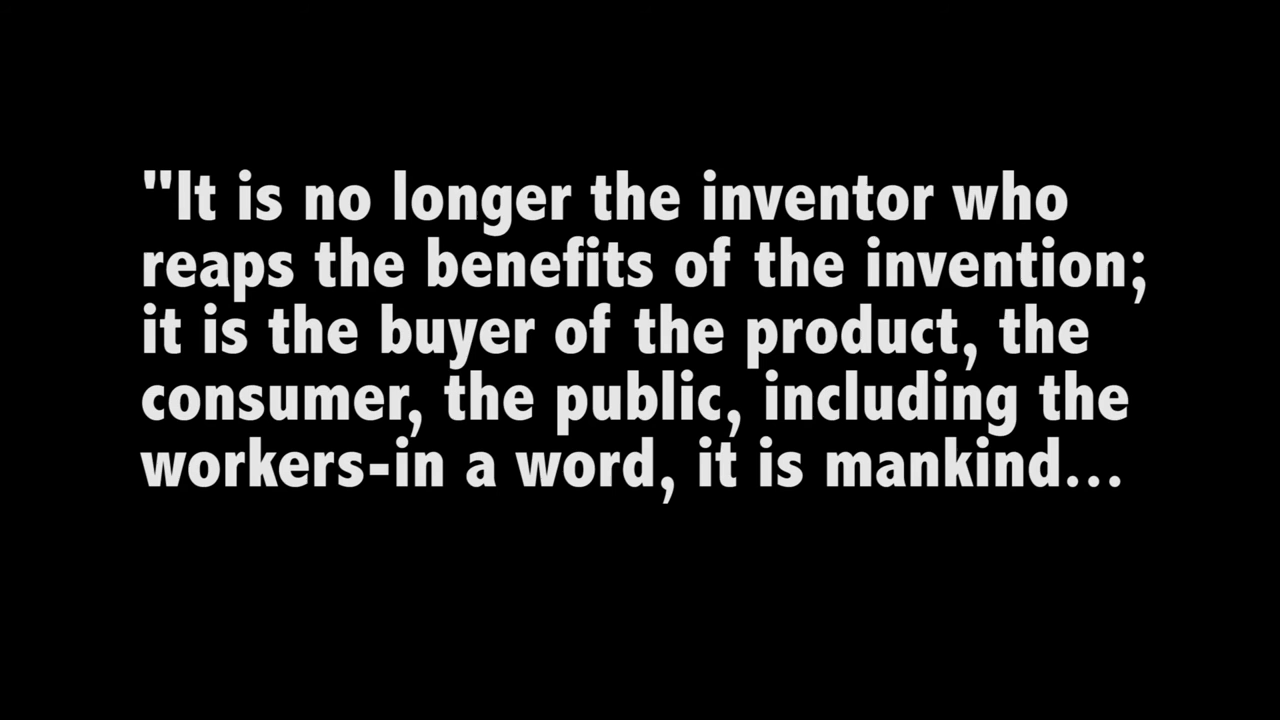 "It is no longer the inventor who
reaps the benefits of the invention;
it is the buyer of the product, the
consumer, the public, including the
workers-in a word, it is mankind...